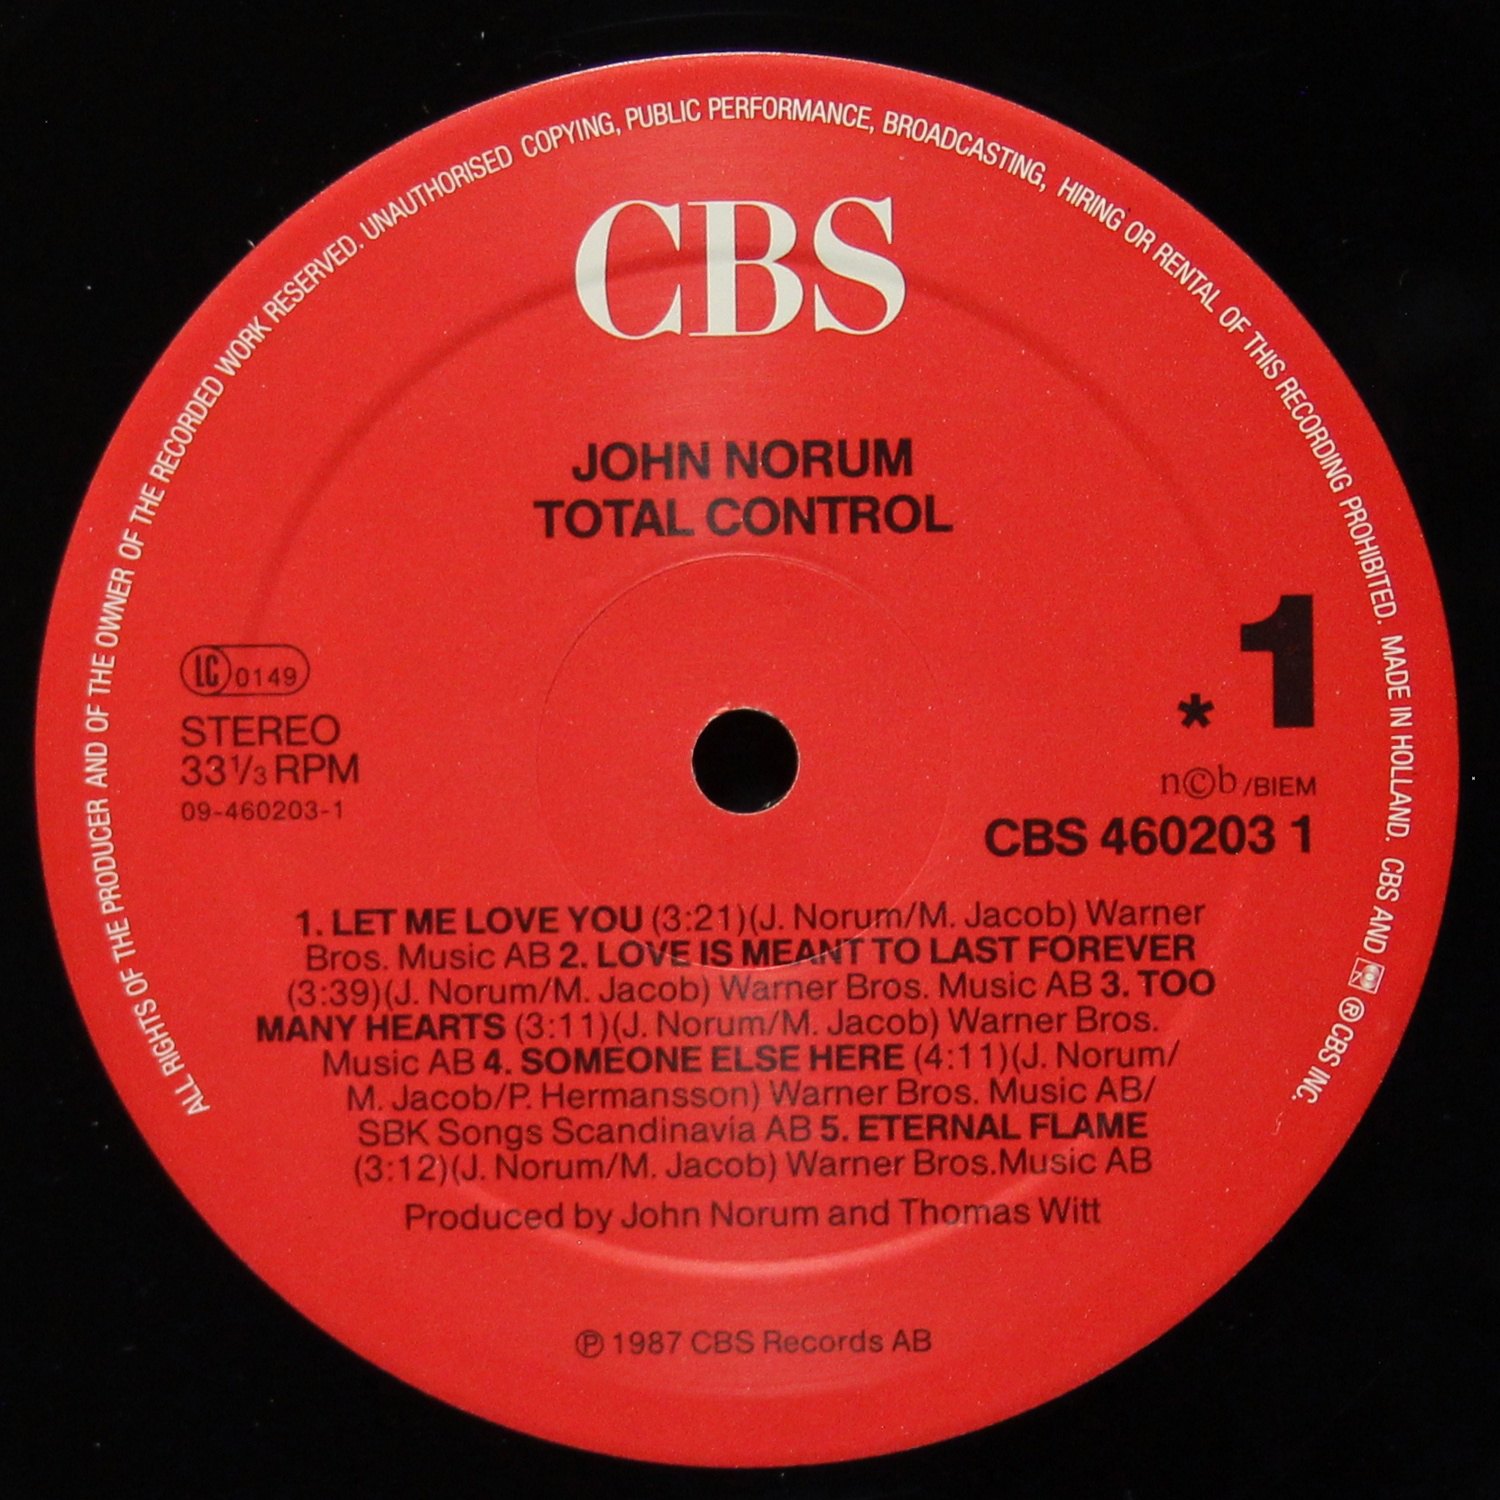 ALL RIGHTS OF THE PRODUCER AND OF THE OWNER OF THE RECORDED WORK RESERVED. UNAUTHORISED COPYING, PUBLIC PERFORMANCE, BROADCASTING, HIRING OR RENTAL OF THIS RECORDING PROHIBITED. MADE IN HOLLAND. CBS AND ® CBS INC.
CBS
JOHN NORUM
TOTAL CONTROL
LC 0149
STEREO
33 1/3 RPM
09-460203-1
* 1
n©b /BIEM
CBS 460203 1
1. LET ME LOVE YOU (3:21)(J. Norum/M. Jacob) Warner
Bros. Music AB 2. LOVE IS MEANT TO LAST FOREVER
(3:39)(J. Norum/M. Jacob) Warner Bros. Music AB 3. TOO
MANY HEARTS (3:11)(J. Norum/M. Jacob) Warner Bros.
Music AB 4. SOMEONE ELSE HERE (4:11)(J. Norum/
M. Jacob/P. Hermansson) Warner Bros. Music AB/
SBK Songs Scandinavia AB 5. ETERNAL FLAME
(3:12)(J. Norum/M. Jacob) Warner Bros.Music AB
Produced by John Norum and Thomas Witt
℗ 1987 CBS Records AB